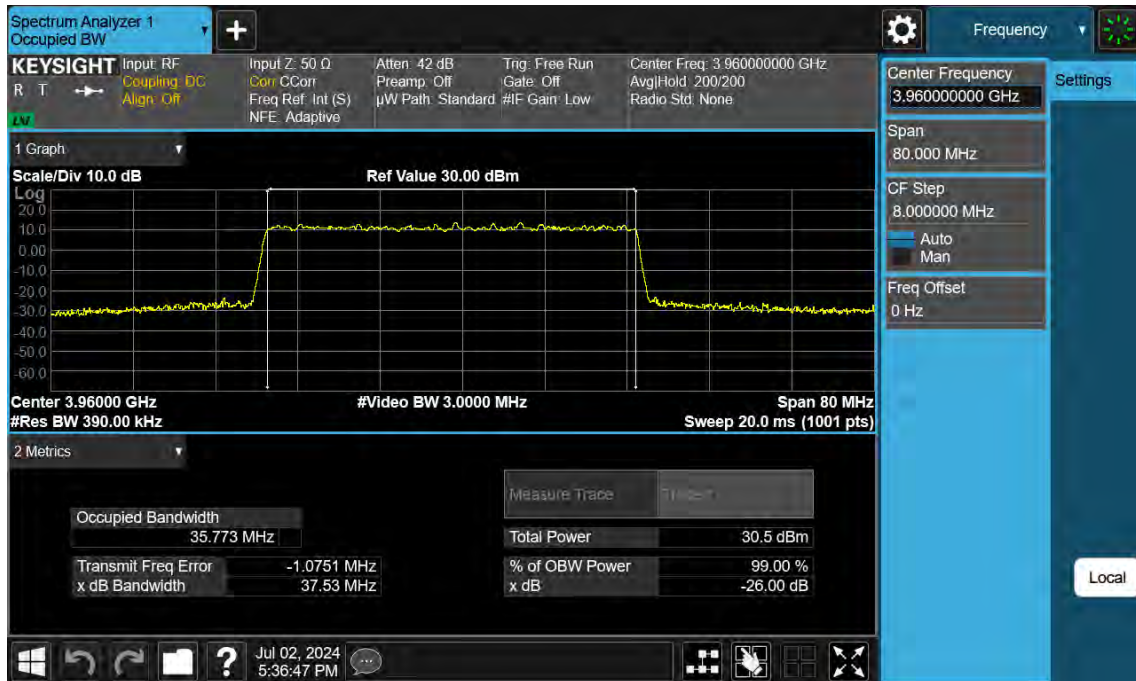 Spectrum Analyzer 1
Occupied BW
+
Frequency
KEYSIGHT
R T
LXI
Input: RF
Coupling: DC
Align: Off
Input Z: 50 Ω
Corr CCorr
Freq Ref: Int (S)
NFE: Adaptive
Atten: 42 dB
Preamp: Off
µW Path: Standard
Trig: Free Run
Gate: Off
#IF Gain: Low
Center Freq: 3.960000000 GHz
Avg|Hold: 200/200
Radio Std: None
Center Frequency
3.960000000 GHz
Settings
Span
80.000 MHz
CF Step
8.000000 MHz
Auto
Man
Freq Offset
0 Hz
Local
1 Graph
Scale/Div 10.0 dB
Ref Value 30.00 dBm
Log
20.0
10.0
0.00
-10.0
-20.0
-30.0
-40.0
-50.0
-60.0
Center 3.96000 GHz
#Video BW 3.0000 MHz
Span 80 MHz
#Res BW 390.00 kHz
Sweep 20.0 ms (1001 pts)
2 Metrics
Measure Trace
Occupied Bandwidth
35.773 MHz
Total Power 30.5 dBm
Transmit Freq Error -1.0751 MHz
% of OBW Power 99.00 %
x dB Bandwidth 37.53 MHz
x dB -26.00 dB
?
Jul 02, 2024
5:36:47 PM